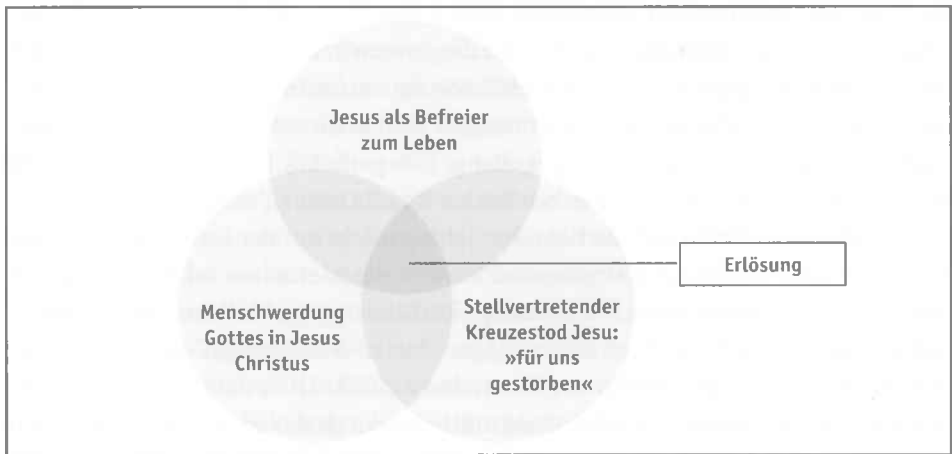 Jesus als Befreier
zum Leben
Erlösung
Menschwerdung
Gottes in Jesus
Christus
Stellvertretender
Kreuzestod Jesu:
»für uns
gestorben«